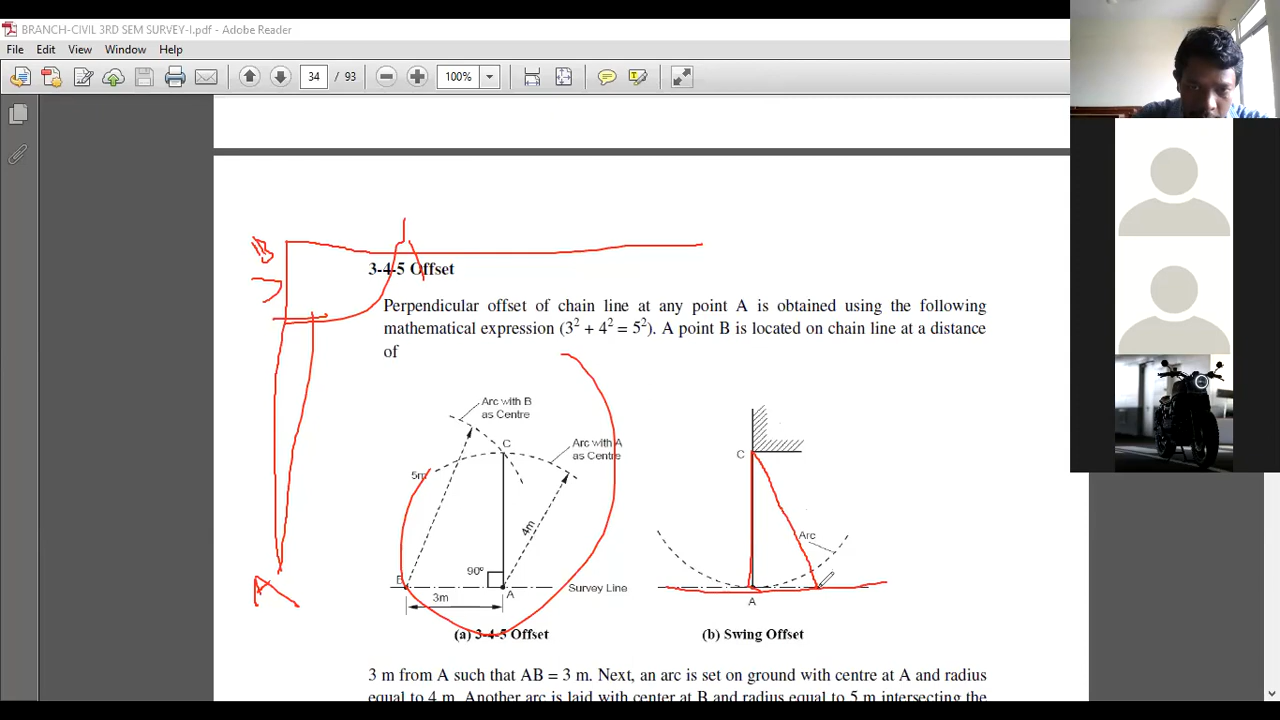 BRANCH-CIVIL 3RD SEM SURVEY-I.pdf - Adobe Reader
File Edit View Window Help
34 / 93 100%
B
3-4-5 Offset
Perpendicular offset of chain line at any point A is obtained using the following
mathematical expression (3² + 4² = 5²). A point B is located on chain line at a distance
of
Arc with B
as Centre
C
Arc with A
as Centre
5m
4m
90º
B
A
3m
Survey Line
(a) 3-4-5 Offset
A
C
Arc
A
(b) Swing Offset
3 m from A such that AB = 3 m. Next, an arc is set on ground with centre at A and radius
equal to 4 m. Another arc is laid with center at B and radius equal to 5 m intersecting the